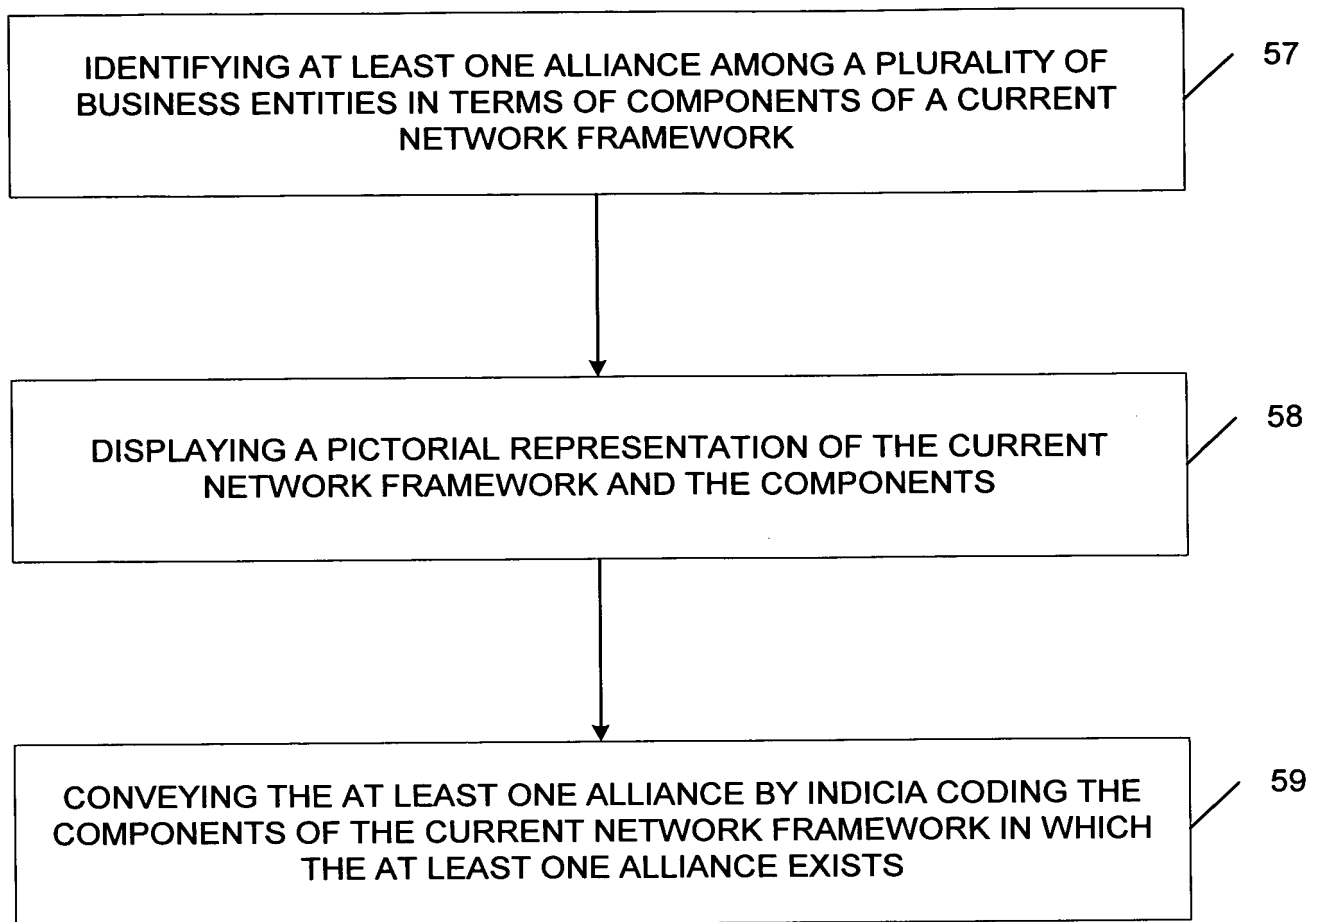 IDENTIFYING AT LEAST ONE ALLIANCE AMONG A PLURALITY OF
BUSINESS ENTITIES IN TERMS OF COMPONENTS OF A CURRENT
NETWORK FRAMEWORK
57
DISPLAYING A PICTORIAL REPRESENTATION OF THE CURRENT
NETWORK FRAMEWORK AND THE COMPONENTS
58
CONVEYING THE AT LEAST ONE ALLIANCE BY INDICIA CODING THE
COMPONENTS OF THE CURRENT NETWORK FRAMEWORK IN WHICH
THE AT LEAST ONE ALLIANCE EXISTS
59